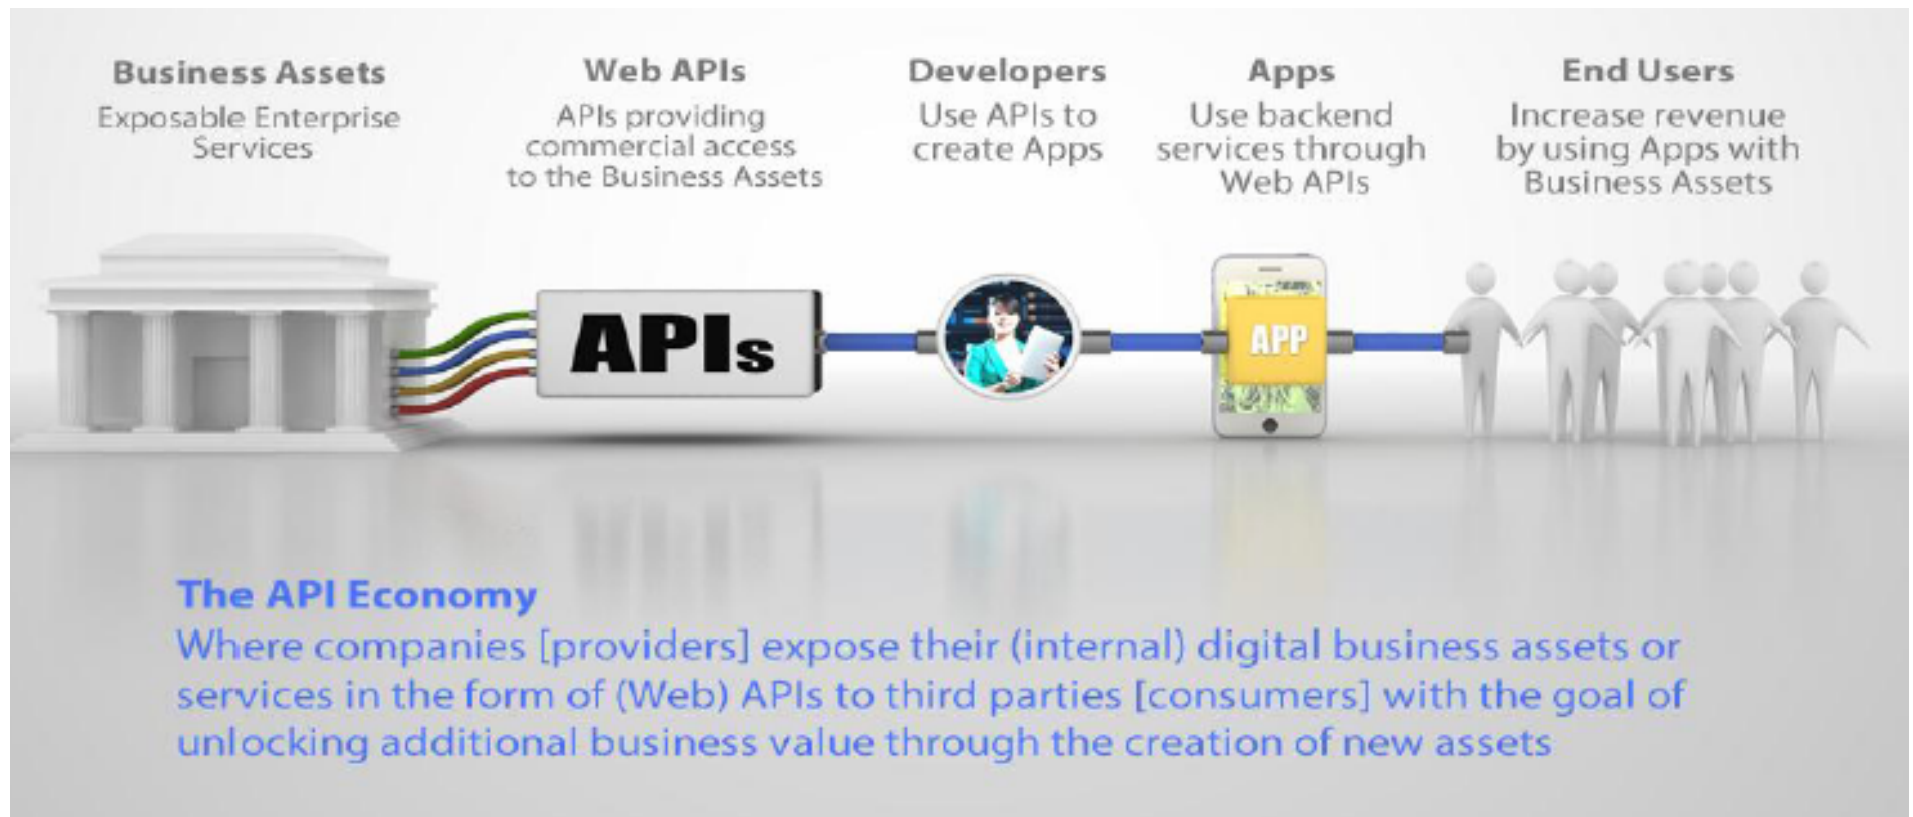 Business Assets
Exposable Enterprise
Services
Web APIs
APIs providing
commercial access
to the Business Assets
Developers
Use APIs to
create Apps
Apps
Use backend
services through
Web APIs
End Users
Increase revenue
by using Apps with
Business Assets
APIs
APP
The API Economy
Where companies [providers] expose their (internal) digital business assets or
services in the form of (Web) APIs to third parties [consumers] with the goal of
unlocking additional business value through the creation of new assets